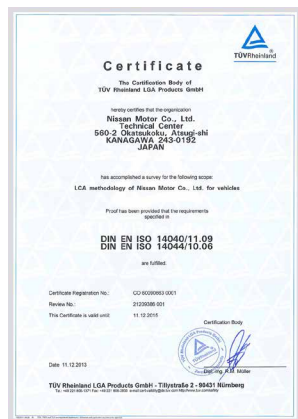 TÜVRheinland®
Certificate
The Certification Body of
TÜV Rheinland LGA Products GmbH
hereby certifies that the organization
Nissan Motor Co., Ltd.
Technical Center
560-2 Okatsukoku, Atsugi-shi
KANAGAWA 243-0192
JAPAN
has accomplished a survey for the following scope:
LCA methodology of Nissan Motor Co., Ltd. for vehicles
Proof has been provided that the requirements
specified in
DIN EN ISO 14040/11.09
DIN EN ISO 14044/10.06
are fulfilled.
Certificate Registration No.: CO 60090663 0001
Review No.: 21239386 001
This Certificate is valid until: 11.12.2015
Certification Body
Date 11.12.2013
Dipl.-Ing. R.M. Möller
TÜV Rheinland LGA Products GmbH - Tillystraße 2 - 90431 Nürnberg